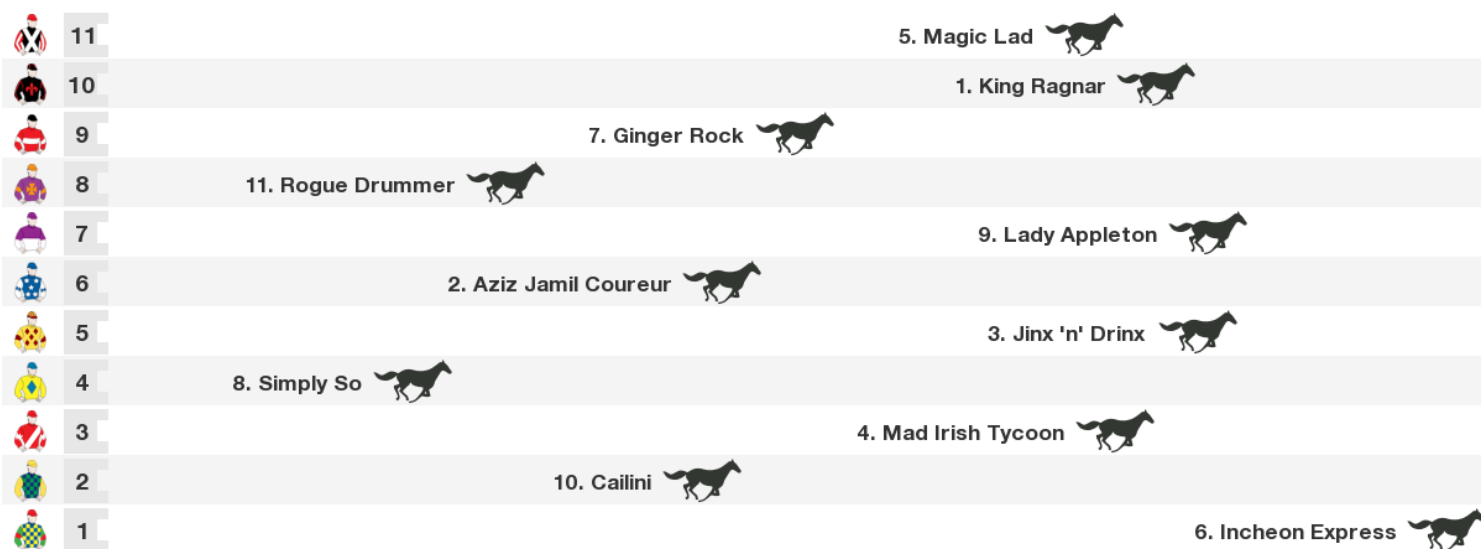 11 5. Magic Lad
10 1. King Ragnar
9 7. Ginger Rock
8 11. Rogue Drummer
7 9. Lady Appleton
6 2. Aziz Jamil Coureur
5 3. Jinx 'n' Drinx
4 8. Simply So
3 4. Mad Irish Tycoon
2 10. Cailini
1 6. Incheon Express